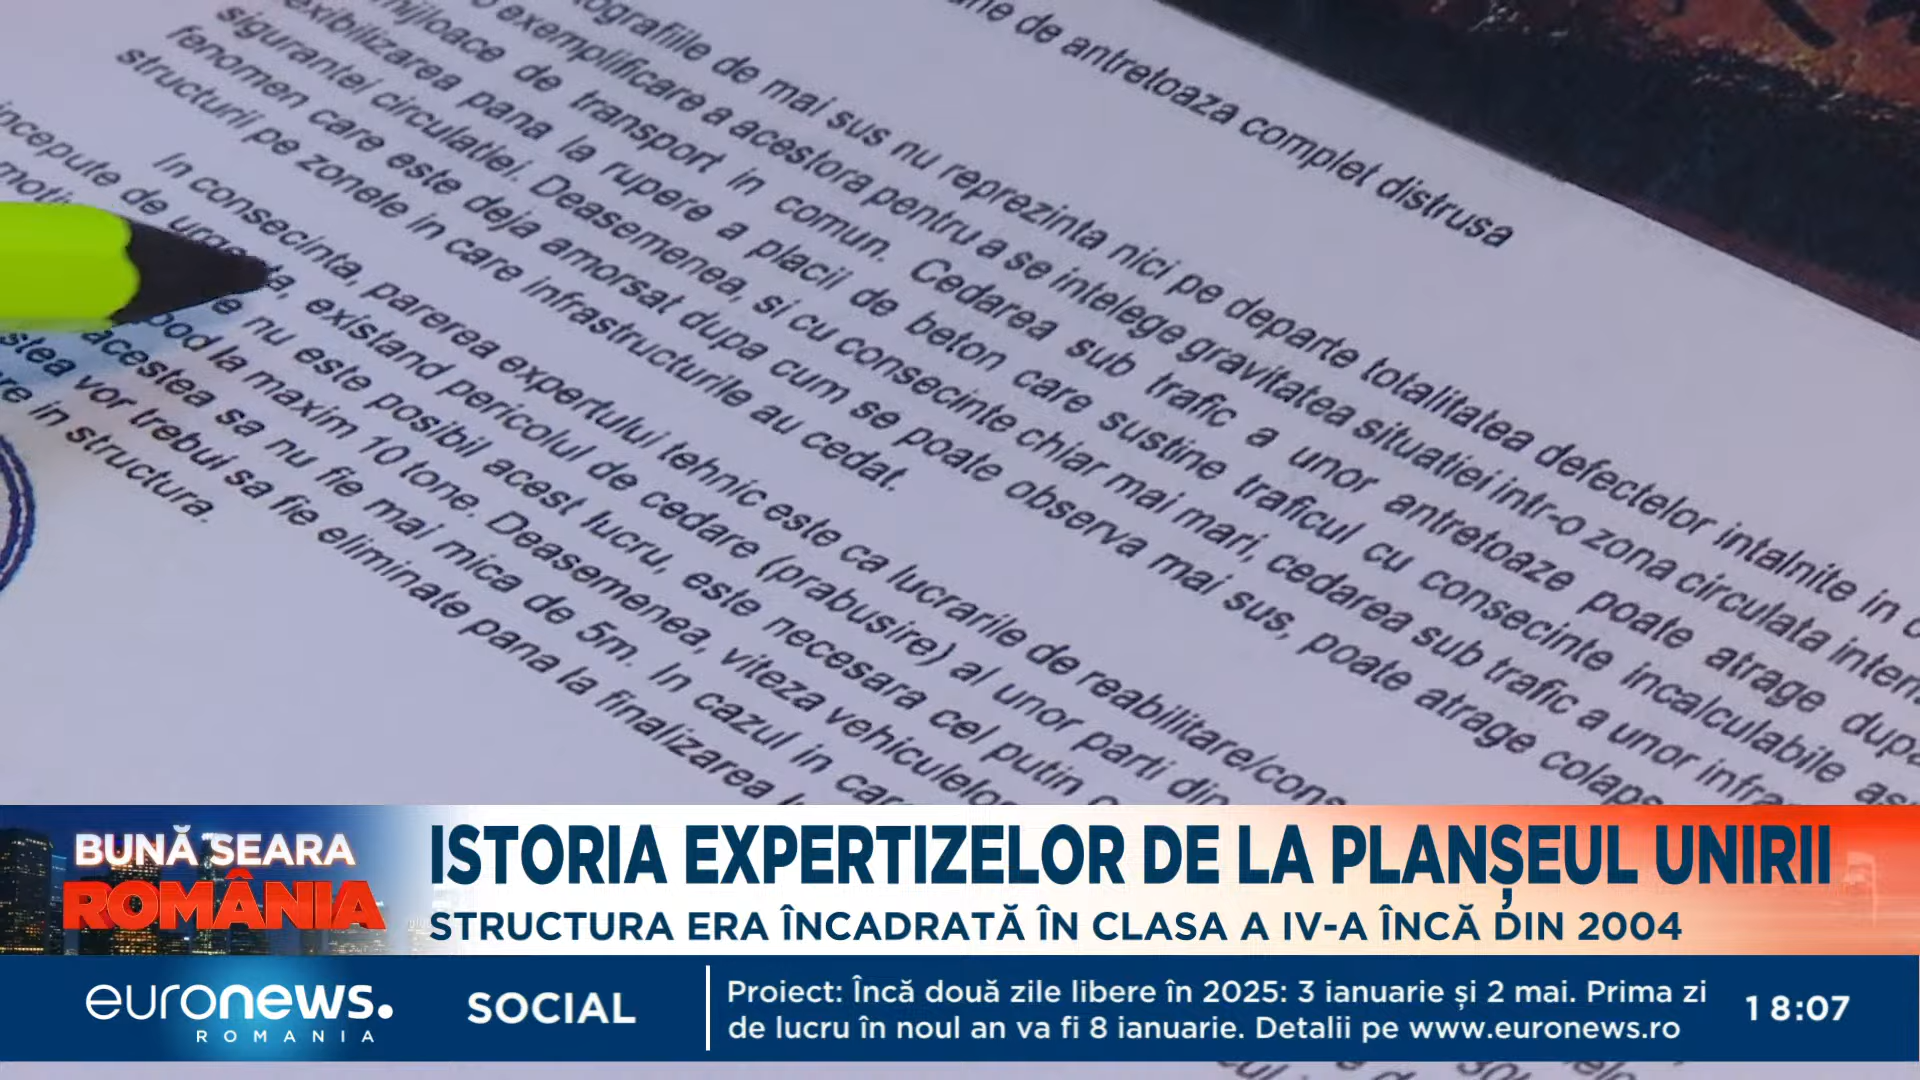 de antretoaza complet distrusa
de mai sus nu reprezinta nici pe departe totalitatea defectelor intalnite in
o exemplificare a acestora pentru a se intelege gravitatea situatiei intr-o zona circulata
mijloace de transport in comun. Cedarea sub trafic a unor antretoaze poate atrage dupa
pana la rupere a placii de beton care sustine traficul cu consecinte incalculabile
sigurantei circulatiei. Deasemenea, si cu consecinte chiar mai mari, cedarea sub trafic a unor
fenomen care este deja amorsat dupa cum se poate observa mai sus, poate atrage
structurii pe zonele in care infrastructurile au cedat.
In consecinta, parerea expertului tehnic este ca lucrarile de reabilitare/
incepute de urgenta, existand pericolul de cedare (prabusire) al unor parti din
nu este posibil acest lucru, este necesara cel putin
pod la maxim 10 tone. Deasemenea, viteza
acestea sa nu fie mai mica de 5m. In cazul in
vor trebui sa fie eliminate pana la finalizarea
in structura.
BUNĂ SEARA
ROMÂNIA
ISTORIA EXPERTIZELOR DE LA PLANȘEUL UNIRII
STRUCTURA ERA ÎNCADRATĂ ÎN CLASA A IV-A ÎNCĂ DIN 2004
euronews.
ROMANIA
SOCIAL
Proiect: Încă două zile libere în 2025: 3 ianuarie și 2 mai. Prima zi
de lucru în noul an va fi 8 ianuarie. Detalii pe www.euronews.ro
18:07